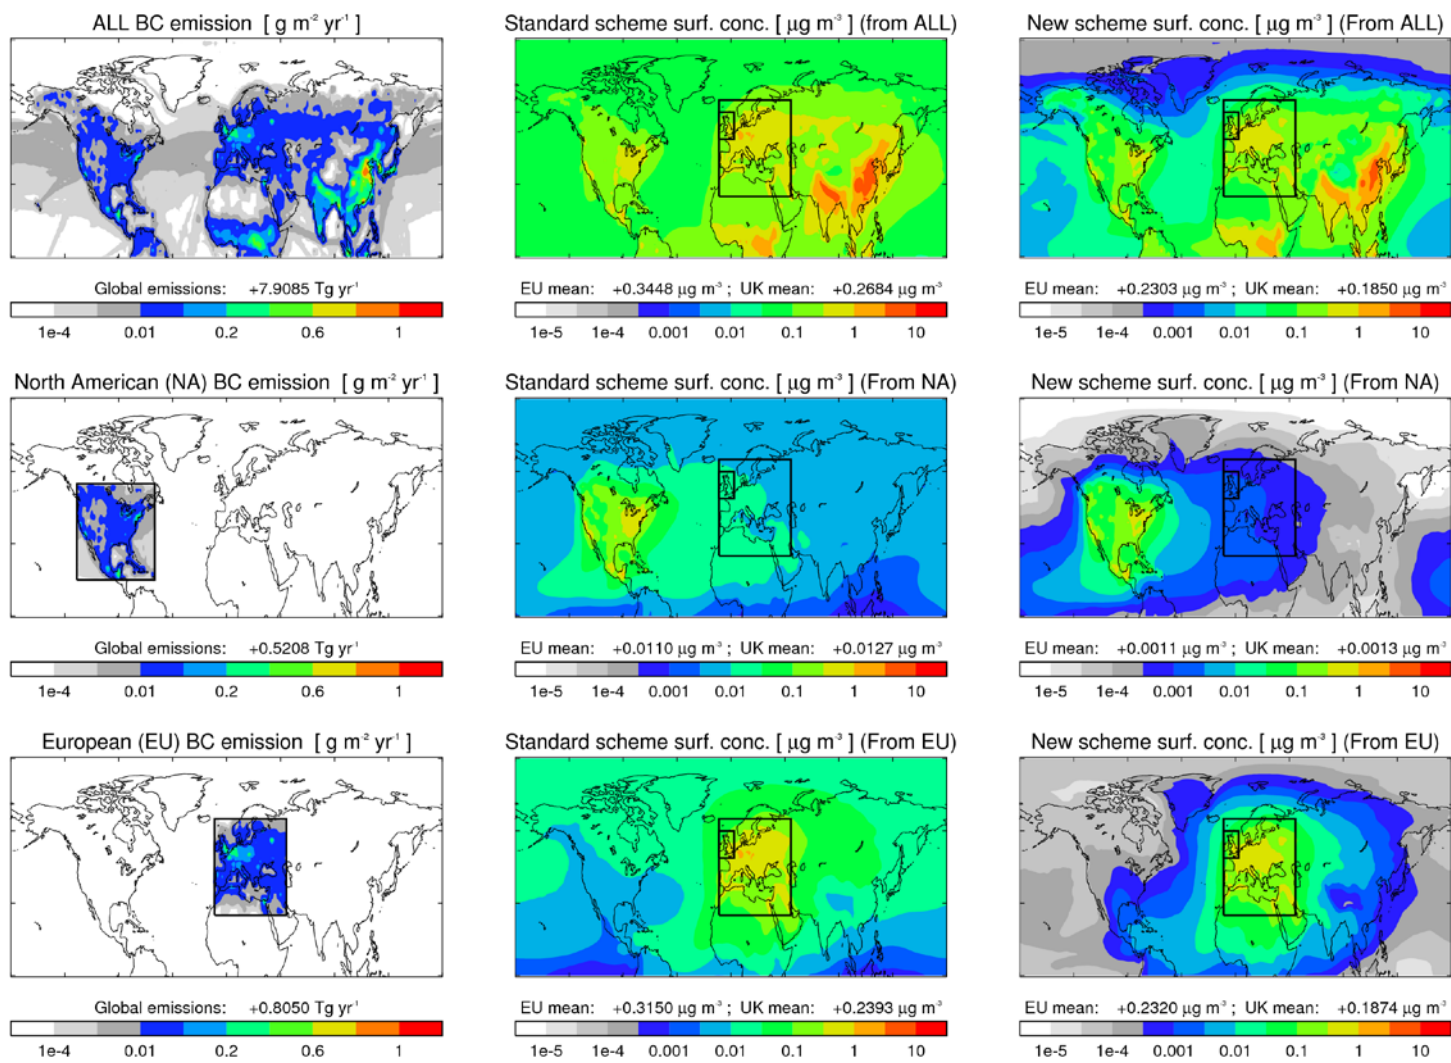 ALL BC emission [ g m⁻² yr⁻¹ ]
Standard scheme surf. conc. [ μg m⁻³ ] (from ALL)
New scheme surf. conc. [ μg m⁻³ ] (From ALL)
Global emissions: +7.9085 Tg yr⁻¹
EU mean: +0.3448 μg m⁻³ ; UK mean: +0.2684 μg m⁻³
EU mean: +0.2303 μg m⁻³ ; UK mean: +0.1850 μg m⁻³
1e-4 0.01 0.2 0.6 1
1e-5 1e-4 0.001 0.01 0.1 1 10
1e-5 1e-4 0.001 0.01 0.1 1 10
North American (NA) BC emission [ g m⁻² yr⁻¹ ]
Standard scheme surf. conc. [ μg m⁻³ ] (From NA)
New scheme surf. conc. [ μg m⁻³ ] (From NA)
Global emissions: +0.5208 Tg yr⁻¹
EU mean: +0.0110 μg m⁻³ ; UK mean: +0.0127 μg m⁻³
EU mean: +0.0011 μg m⁻³ ; UK mean: +0.0013 μg m⁻³
1e-4 0.01 0.2 0.6 1
1e-5 1e-4 0.001 0.01 0.1 1 10
1e-5 1e-4 0.001 0.01 0.1 1 10
European (EU) BC emission [ g m⁻² yr⁻¹ ]
Standard scheme surf. conc. [ μg m⁻³ ] (From EU)
New scheme surf. conc. [ μg m⁻³ ] (From EU)
Global emissions: +0.8050 Tg yr⁻¹
EU mean: +0.3150 μg m⁻³ ; UK mean: +0.2393 μg m⁻³
EU mean: +0.2320 μg m⁻³ ; UK mean: +0.1874 μg m⁻³
1e-4 0.01 0.2 0.6 1
1e-5 1e-4 0.001 0.01 0.1 1 10
1e-5 1e-4 0.001 0.01 0.1 1 10